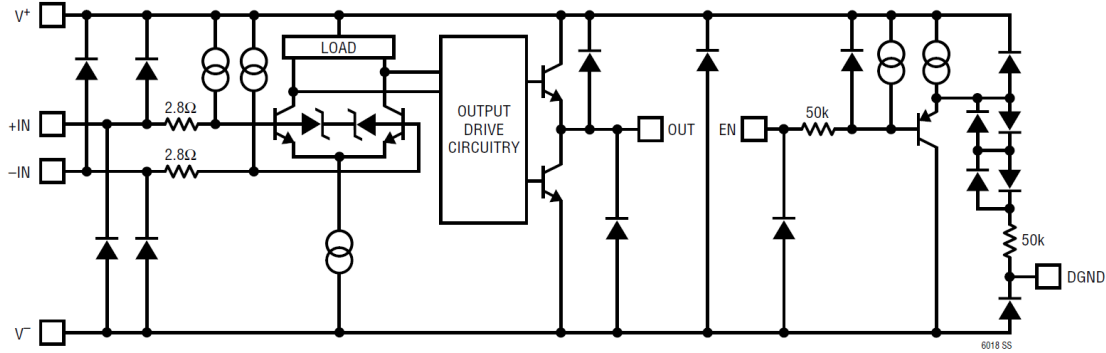 V⁺
LOAD
+IN
2.8Ω
–IN
2.8Ω
OUTPUT
DRIVE
CIRCUITRY
OUT
EN
50k
50k
DGND
V⁻
6018 SS